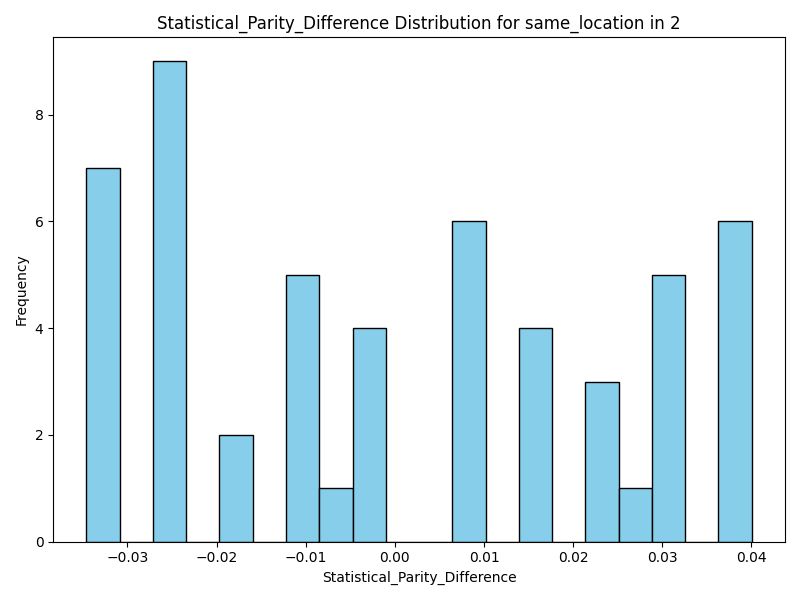 Statistical_Parity_Difference Distribution for same_location in 2
Frequency
8
6
4
2
0
−0.03 −0.02 −0.01 0.00 0.01 0.02 0.03 0.04
Statistical_Parity_Difference